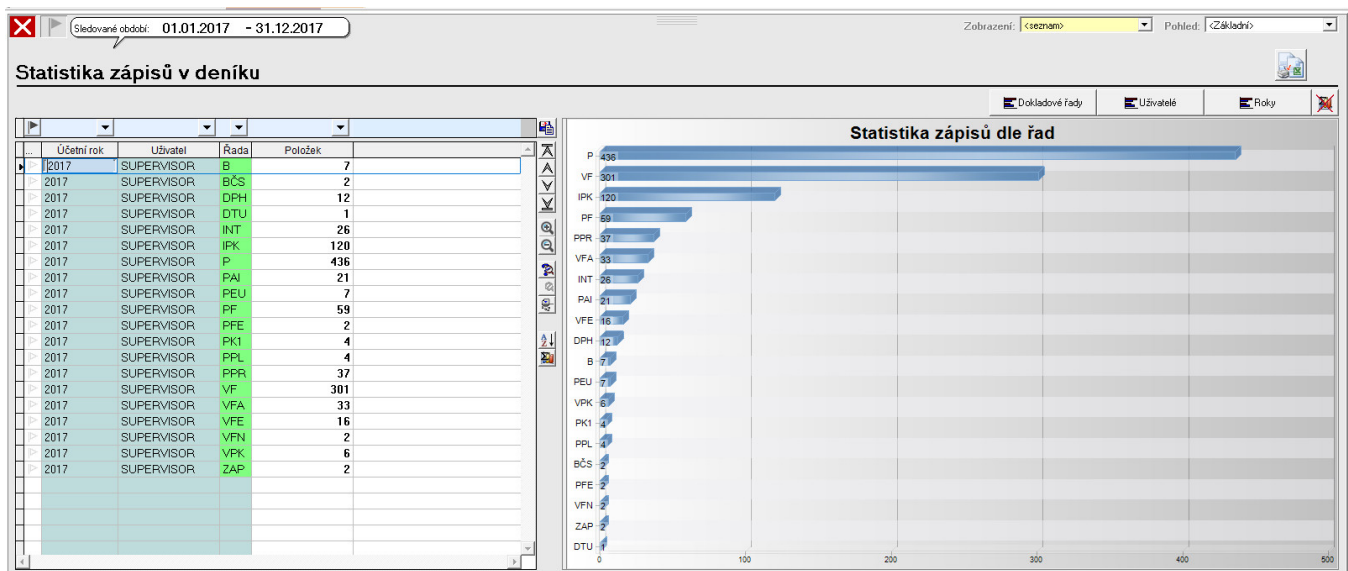 Sledované období: 01.01.2017 - 31.12.2017
Zobrazení: <seznam> Pohled: <Základní>
Statistika zápisů v deníku
Dokladové řady Uživatelé Roky
... Účetní rok Uživatel Řada Položek
2017 SUPERVISOR B 7
2017 SUPERVISOR BČS 2
2017 SUPERVISOR DPH 12
2017 SUPERVISOR DTU 1
2017 SUPERVISOR INT 26
2017 SUPERVISOR IPK 120
2017 SUPERVISOR P 436
2017 SUPERVISOR PAI 21
2017 SUPERVISOR PEU 7
2017 SUPERVISOR PF 59
2017 SUPERVISOR PFE 2
2017 SUPERVISOR PK1 4
2017 SUPERVISOR PPL 4
2017 SUPERVISOR PPR 37
2017 SUPERVISOR VF 301
2017 SUPERVISOR VFA 33
2017 SUPERVISOR VFE 16
2017 SUPERVISOR VFN 2
2017 SUPERVISOR VPK 6
2017 SUPERVISOR ZAP 2
Statistika zápisů dle řad
P 436
VF 301
IPK 120
PF 59
PPR 37
VFA 33
INT 26
PAI 21
VFE 16
DPH 12
B 7
PEU 7
VPK 6
PK1 4
PPL 4
BČS 2
PFE 2
VFN 2
ZAP 2
DTU 1
0 100 200 300 400 500